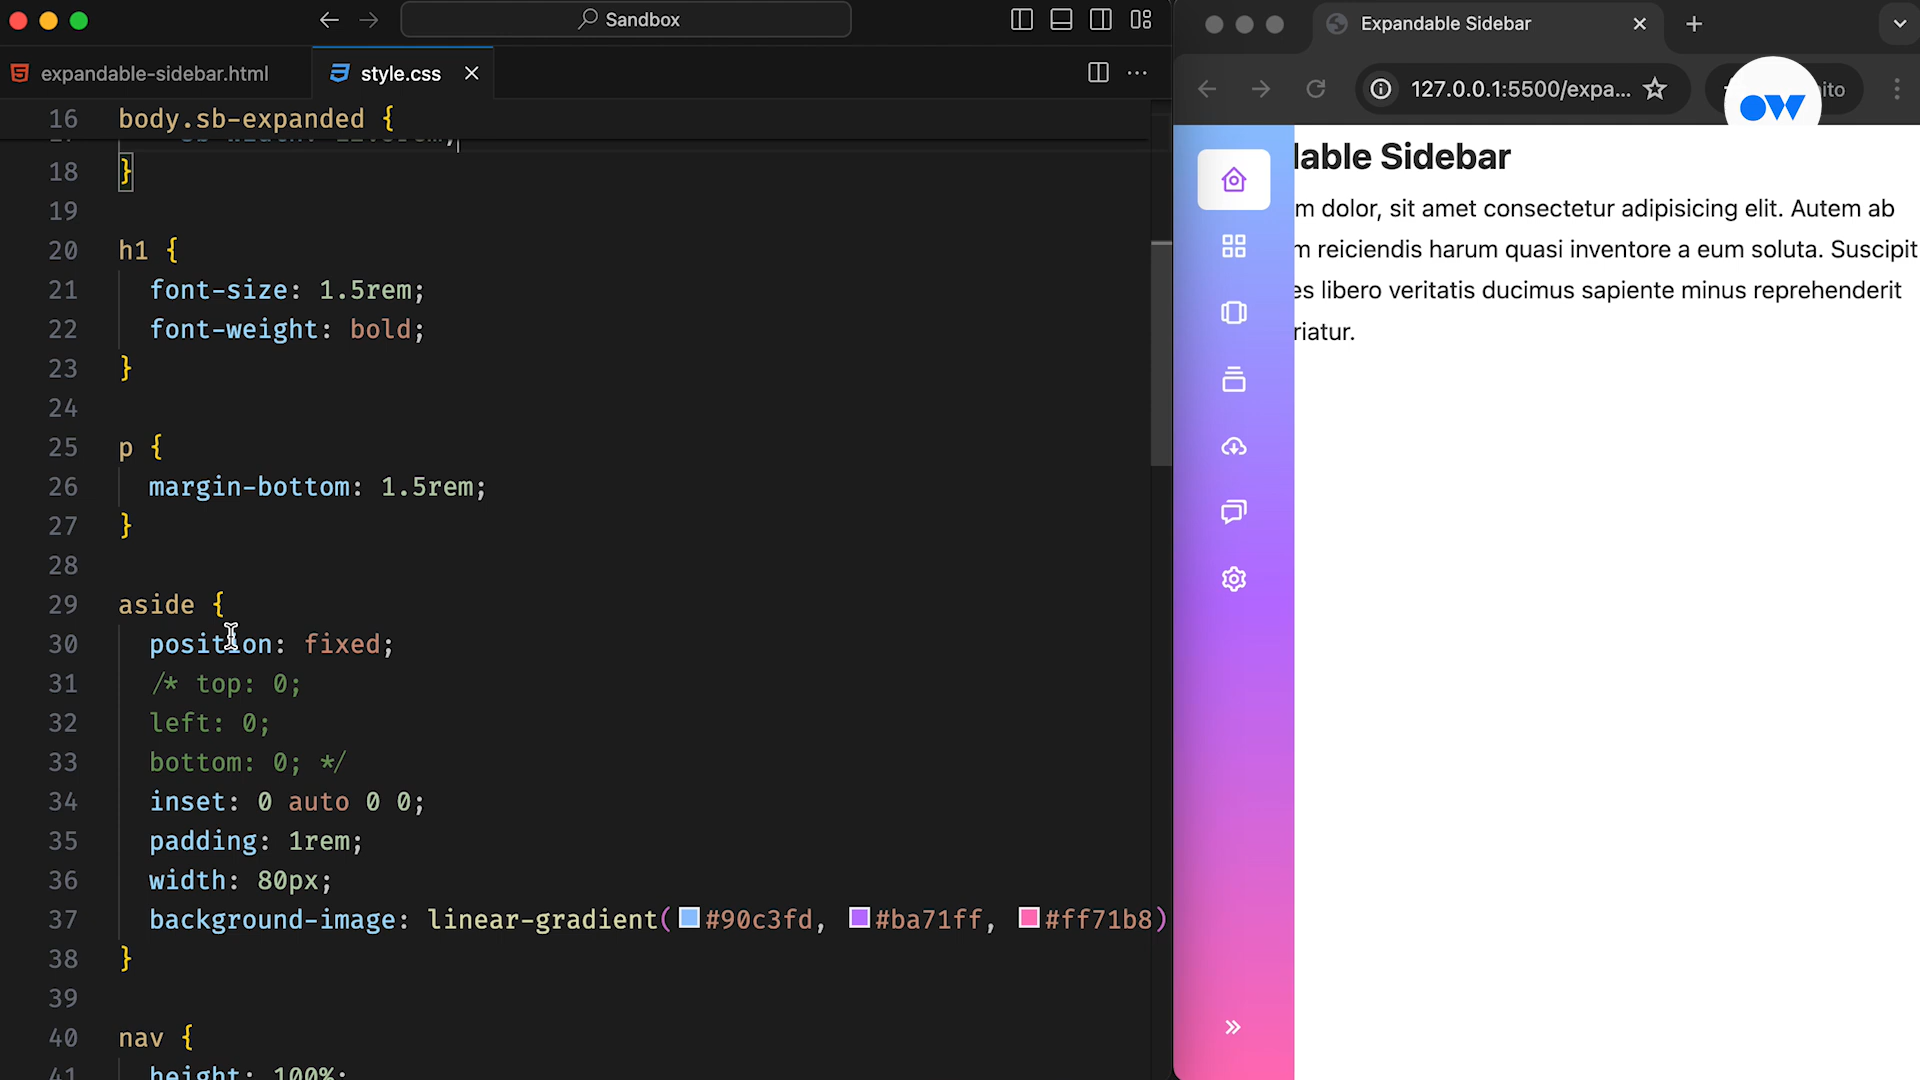 Sandbox
expandable-sidebar.html
style.css
16 body.sb-expanded {
18 }
19
20 h1 {
21 font-size: 1.5rem;
22 font-weight: bold;
23 }
24
25 p {
26 margin-bottom: 1.5rem;
27 }
28
29 aside {
30 position: fixed;
31 /* top: 0;
32 left: 0;
33 bottom: 0; */
34 inset: 0 auto 0 0;
35 padding: 1rem;
36 width: 80px;
37 background-image: linear-gradient( #90c3fd, #ba71ff, #ff71b8)
38 }
39
40 nav {
41 height: 100%;
Expandable Sidebar
127.0.0.1:5500/expa...
ito
OW
lable Sidebar
m dolor, sit amet consectetur adipisicing elit. Autem ab
m reiciendis harum quasi inventore a eum soluta. Suscipit
es libero veritatis ducimus sapiente minus reprehenderit
riatur.